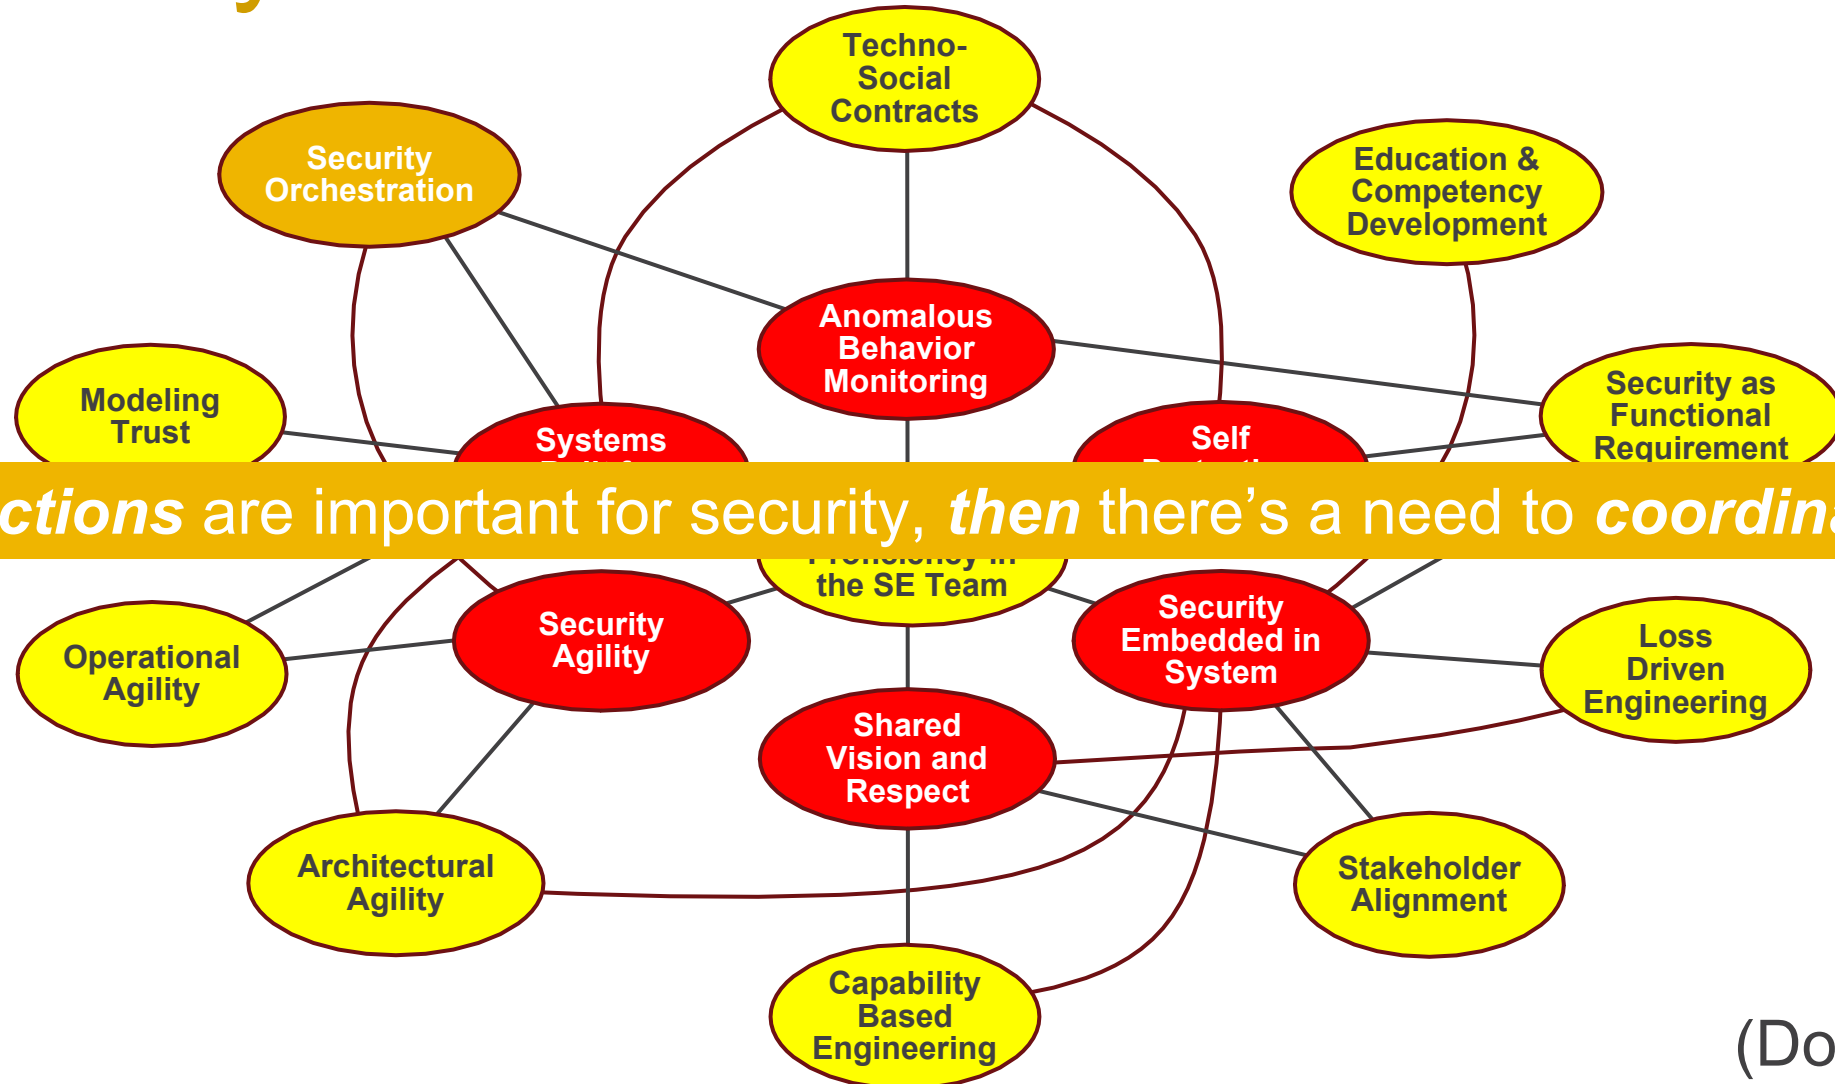 Techno-
Social
Contracts
Security
Orchestration
Education &
Competency
Development
Anomalous
Behavior
Monitoring
Modeling
Trust
Security as
Functional
Requirement
Systems
Self
ctions are important for security, then there's a need to coordin
Proficiency in
the SE Team
Security
Agility
Security
Embedded in
System
Operational
Agility
Loss
Driven
Engineering
Shared
Vision and
Respect
Architectural
Agility
Stakeholder
Alignment
Capability
Based
Engineering
(Do